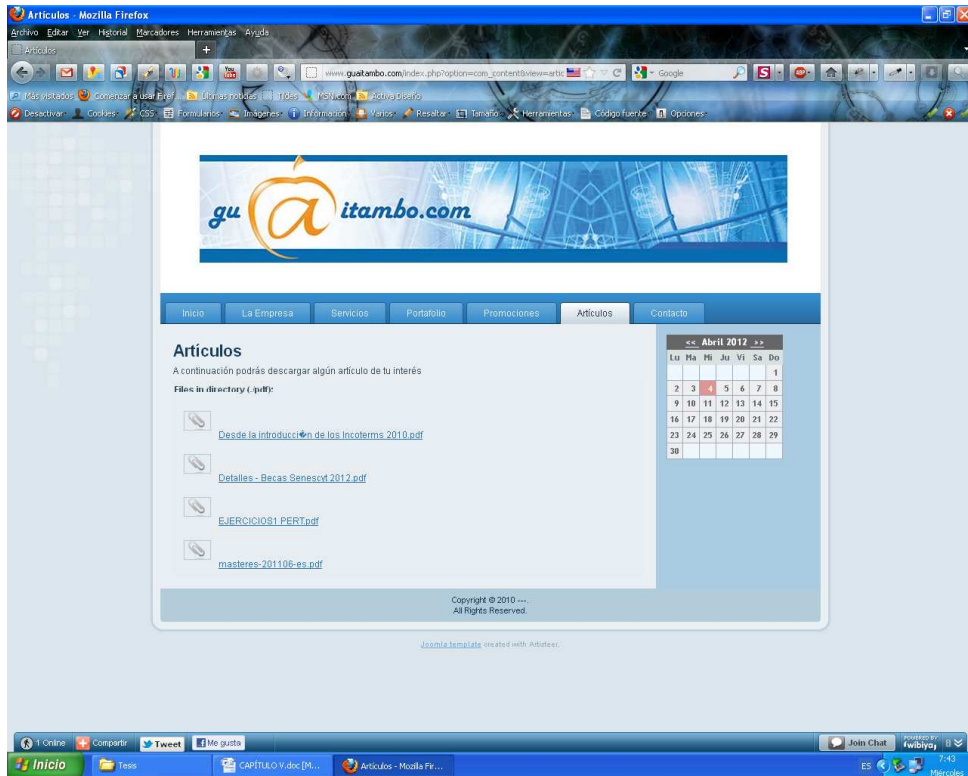 Artículos - Mozilla Firefox
Archivo Editar Ver Historial Marcadores Herramientas Ayuda
Artículos
www.guaitambo.com/index.php?option=com_content&view=artic
Google
Más visitados Comenzar a usar Firef... Últimas noticias Tildes MSN.com Activa Diseño
Desactivar Cookies CSS Formularios Imágenes Información Varios Resaltar Tamaño Herramientas Código fuente Opciones
gu@itambo.com
Inicio La Empresa Servicios Portafolio Promociones Artículos Contacto
Artículos
A continuación podrás descargar algún artículo de tu interés
Files in directory (./pdf):
Desde la introducci�n de los Incoterms 2010.pdf
Detalles - Becas Senescyt 2012.pdf
EJERCICIOS1 PERT.pdf
masteres-201106-es.pdf
<< Abril 2012 >>
Lu Ma Mi Ju Vi Sa Do
1
2 3 4 5 6 7 8
9 10 11 12 13 14 15
16 17 18 19 20 21 22
23 24 25 26 27 28 29
30
Copyright © 2010 ---.
All Rights Reserved.
Joomla template created with Artisteer.
1 Online Compartir Tweet Me gusta Join Chat POWERED BY wibiya 8
Inicio Tesis CAPÍTULO V.doc [M... Artículos - Mozilla Fir... ES 7:43
Miércoles